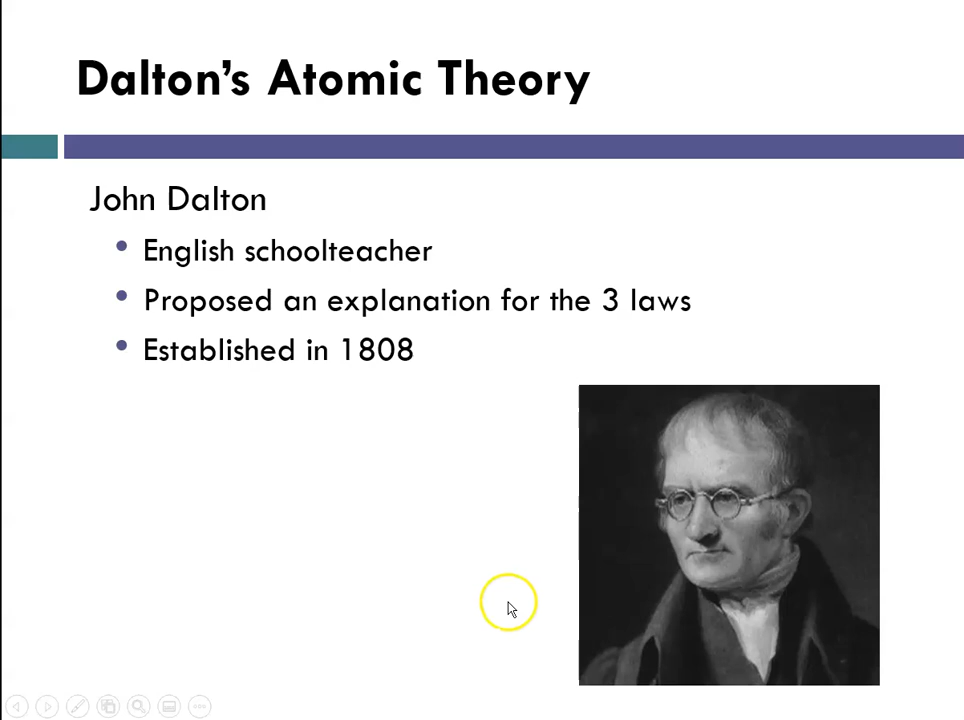 Dalton's Atomic Theory
John Dalton
• English schoolteacher
• Proposed an explanation for the 3 laws
• Established in 1808